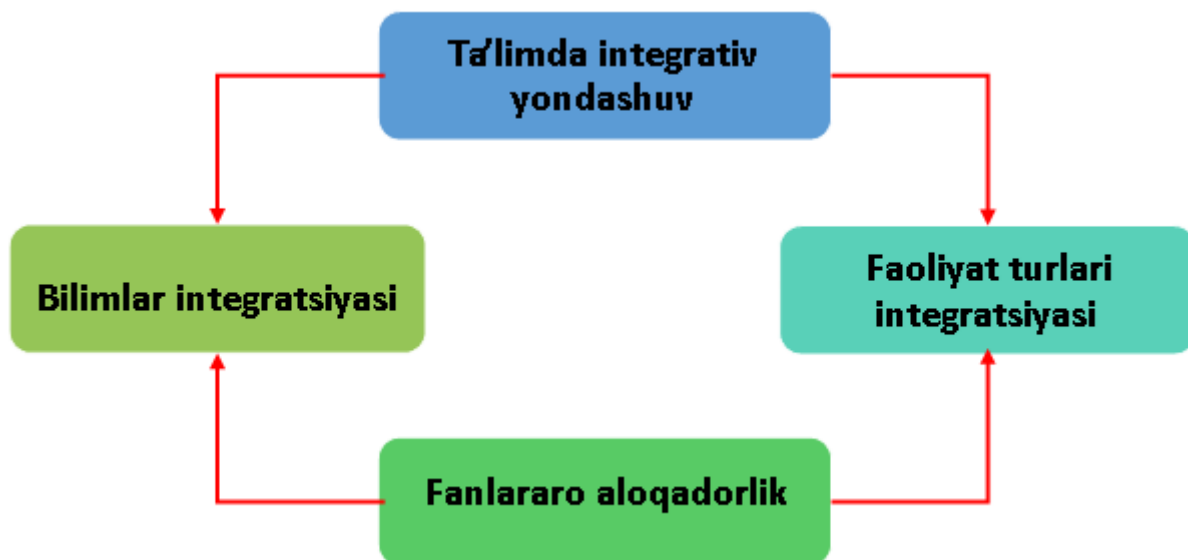 Ta'limda integrativ
yondashuv
Bilimlar integratsiyasi
Faoliyat turlari
integratsiyasi
Fanlararo aloqadorlik